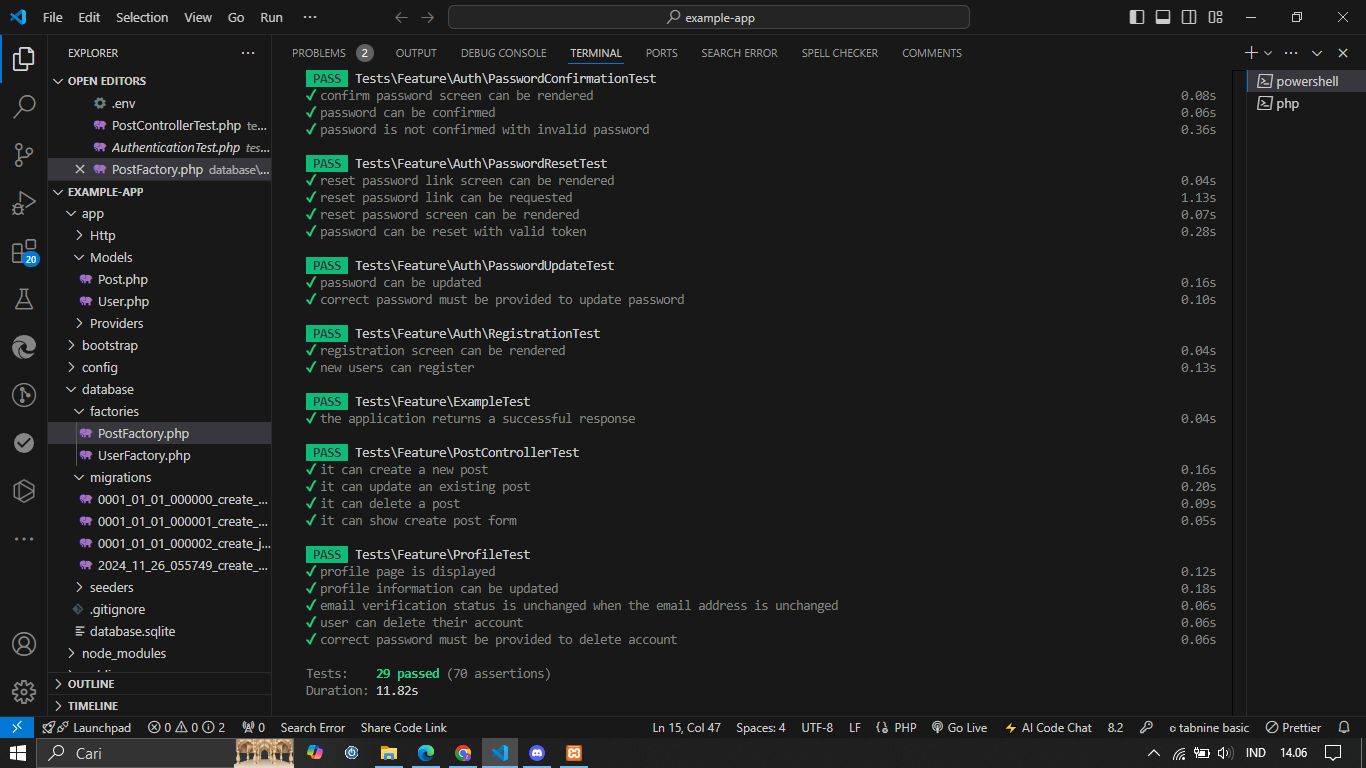 File Edit Selection View Go Run ···
example-app
EXPLORER
OPEN EDITORS
.env
PostControllerTest.php te...
AuthenticationTest.php tes...
PostFactory.php database\...
EXAMPLE-APP
app
Http
Models
Post.php
User.php
Providers
bootstrap
config
database
factories
PostFactory.php
UserFactory.php
migrations
0001_01_01_000000_create_...
0001_01_01_000001_create_...
0001_01_01_000002_create_j...
2024_11_26_055749_create_...
seeders
.gitignore
database.sqlite
node_modules
OUTLINE
TIMELINE
20
PROBLEMS 2 OUTPUT DEBUG CONSOLE TERMINAL PORTS SEARCH ERROR SPELL CHECKER COMMENTS
PASS Tests\Feature\Auth\PasswordConfirmationTest
✓ confirm password screen can be rendered 0.08s
✓ password can be confirmed 0.06s
✓ password is not confirmed with invalid password 0.36s
PASS Tests\Feature\Auth\PasswordResetTest
✓ reset password link screen can be rendered 0.04s
✓ reset password link can be requested 1.13s
✓ reset password screen can be rendered 0.07s
✓ password can be reset with valid token 0.28s
PASS Tests\Feature\Auth\PasswordUpdateTest
✓ password can be updated 0.16s
✓ correct password must be provided to update password 0.10s
PASS Tests\Feature\Auth\RegistrationTest
✓ registration screen can be rendered 0.04s
✓ new users can register 0.13s
PASS Tests\Feature\ExampleTest
✓ the application returns a successful response 0.04s
PASS Tests\Feature\PostControllerTest
✓ it can create a new post 0.16s
✓ it can update an existing post 0.20s
✓ it can delete a post 0.09s
✓ it can show create post form 0.05s
PASS Tests\Feature\ProfileTest
✓ profile page is displayed 0.12s
✓ profile information can be updated 0.18s
✓ email verification status is unchanged when the email address is unchanged 0.06s
✓ user can delete their account 0.06s
✓ correct password must be provided to delete account 0.06s
Tests: 29 passed (70 assertions)
Duration: 11.82s
powershell
php
Launchpad 0 0 2 0 Search Error Share Code Link Ln 15, Col 47 Spaces: 4 UTF-8 LF {} PHP Go Live AI Code Chat 8.2 tabnine basic Prettier
Cari IND 14.06